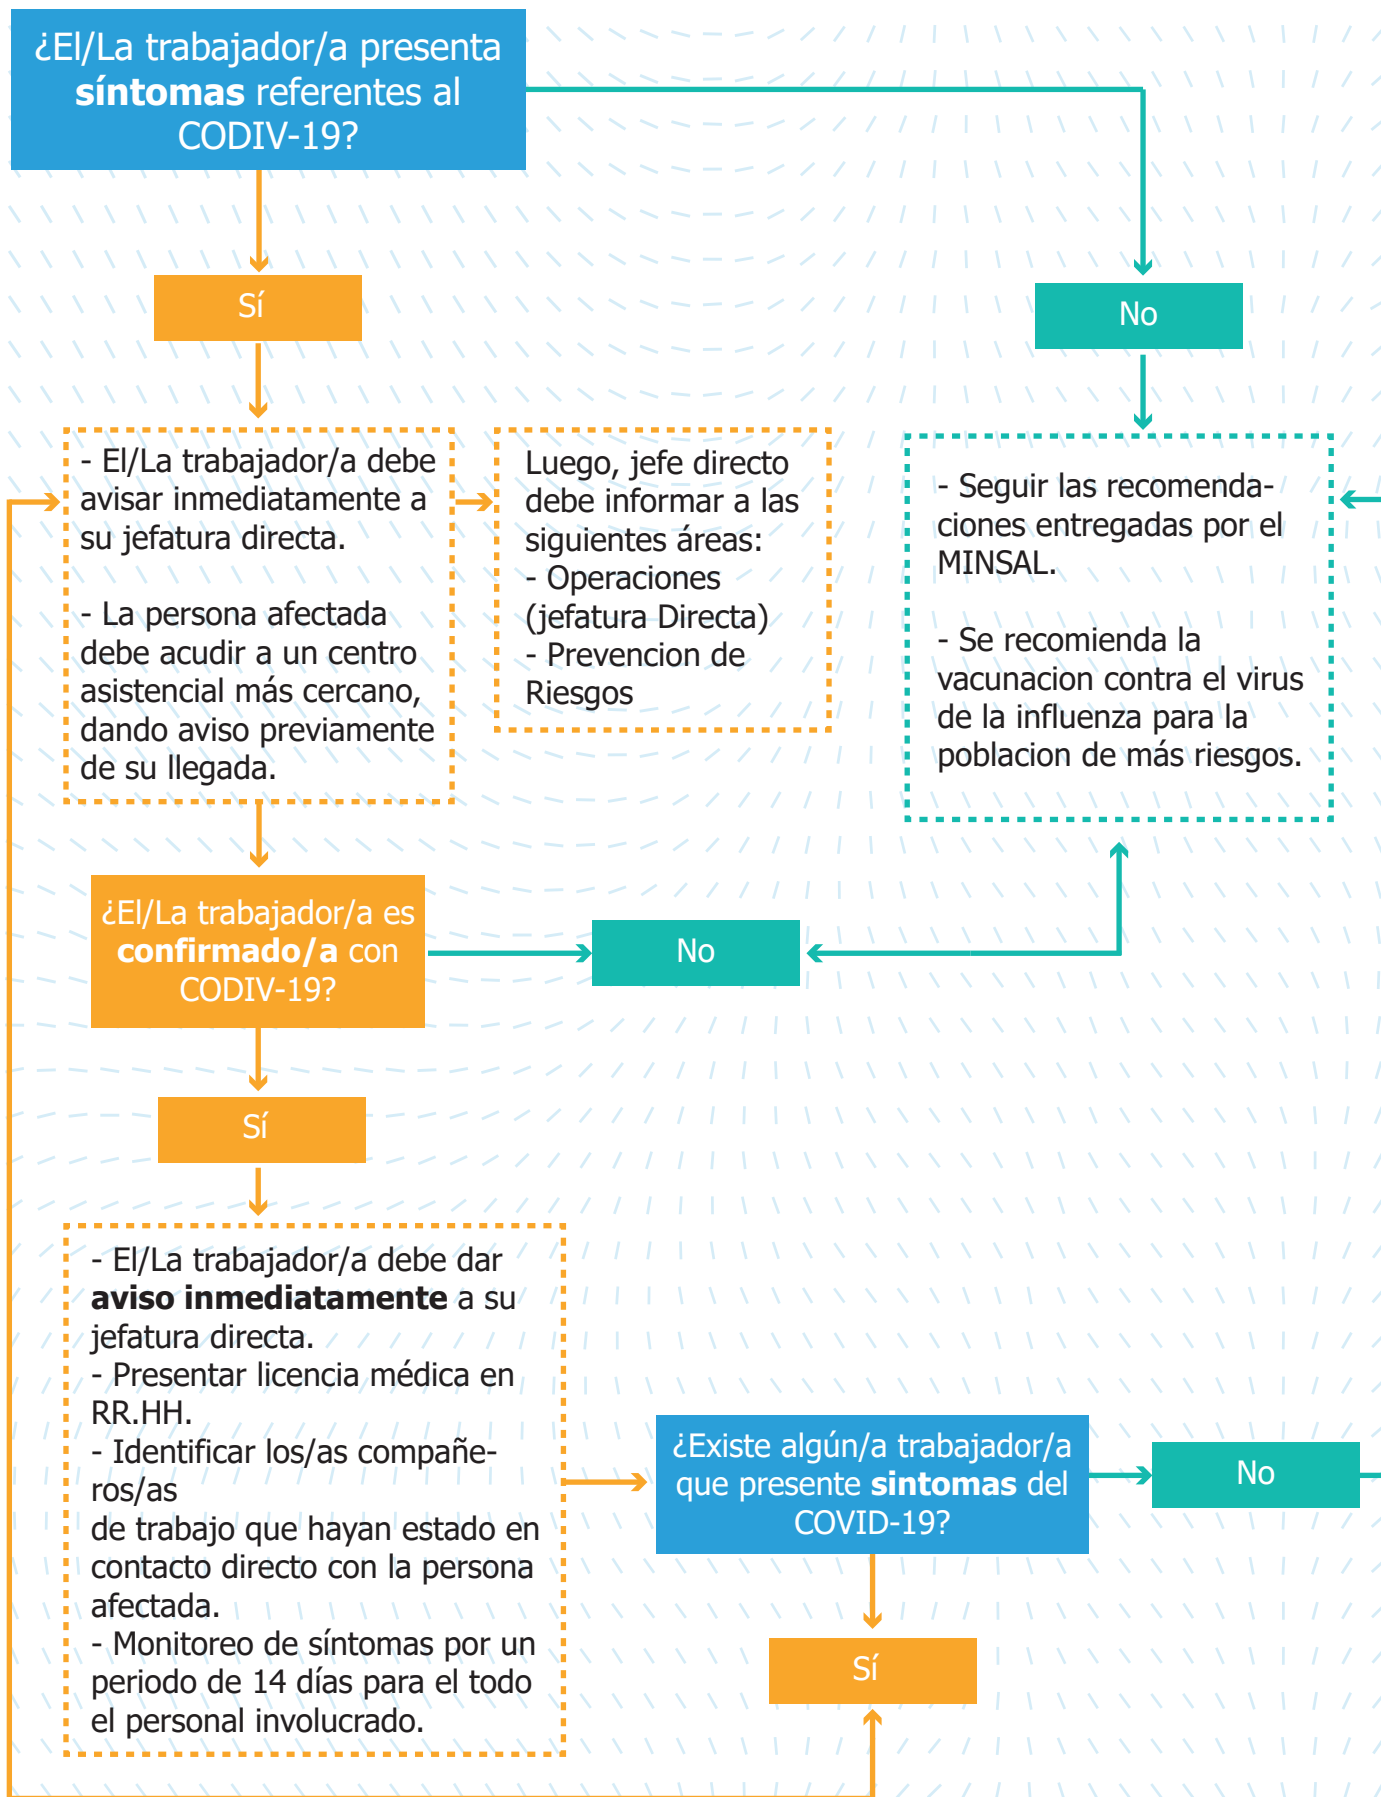 ¿El/La trabajador/a presenta
síntomas referentes al
CODIV-19?
Sí
No
- El/La trabajador/a debe
avisar inmediatamente a
su jefatura directa.
- La persona afectada
debe acudir a un centro
asistencial más cercano,
dando aviso previamente
de su llegada.
Luego, jefe directo
debe informar a las
siguientes áreas:
- Operaciones
(jefatura Directa)
- Prevencion de
Riesgos
- Seguir las recomenda-
ciones entregadas por el
MINSAL.
- Se recomienda la
vacunacion contra el virus
de la influenza para la
poblacion de más riesgos.
¿El/La trabajador/a es
confirmado/a con
CODIV-19?
No
Sí
- El/La trabajador/a debe dar
aviso inmediatamente a su
jefatura directa.
- Presentar licencia médica en
RR.HH.
- Identificar los/as compañe-
ros/as
de trabajo que hayan estado en
contacto directo con la persona
afectada.
- Monitoreo de síntomas por un
periodo de 14 días para el todo
el personal involucrado.
¿Existe algún/a trabajador/a
que presente sintomas del
COVID-19?
No
Sí